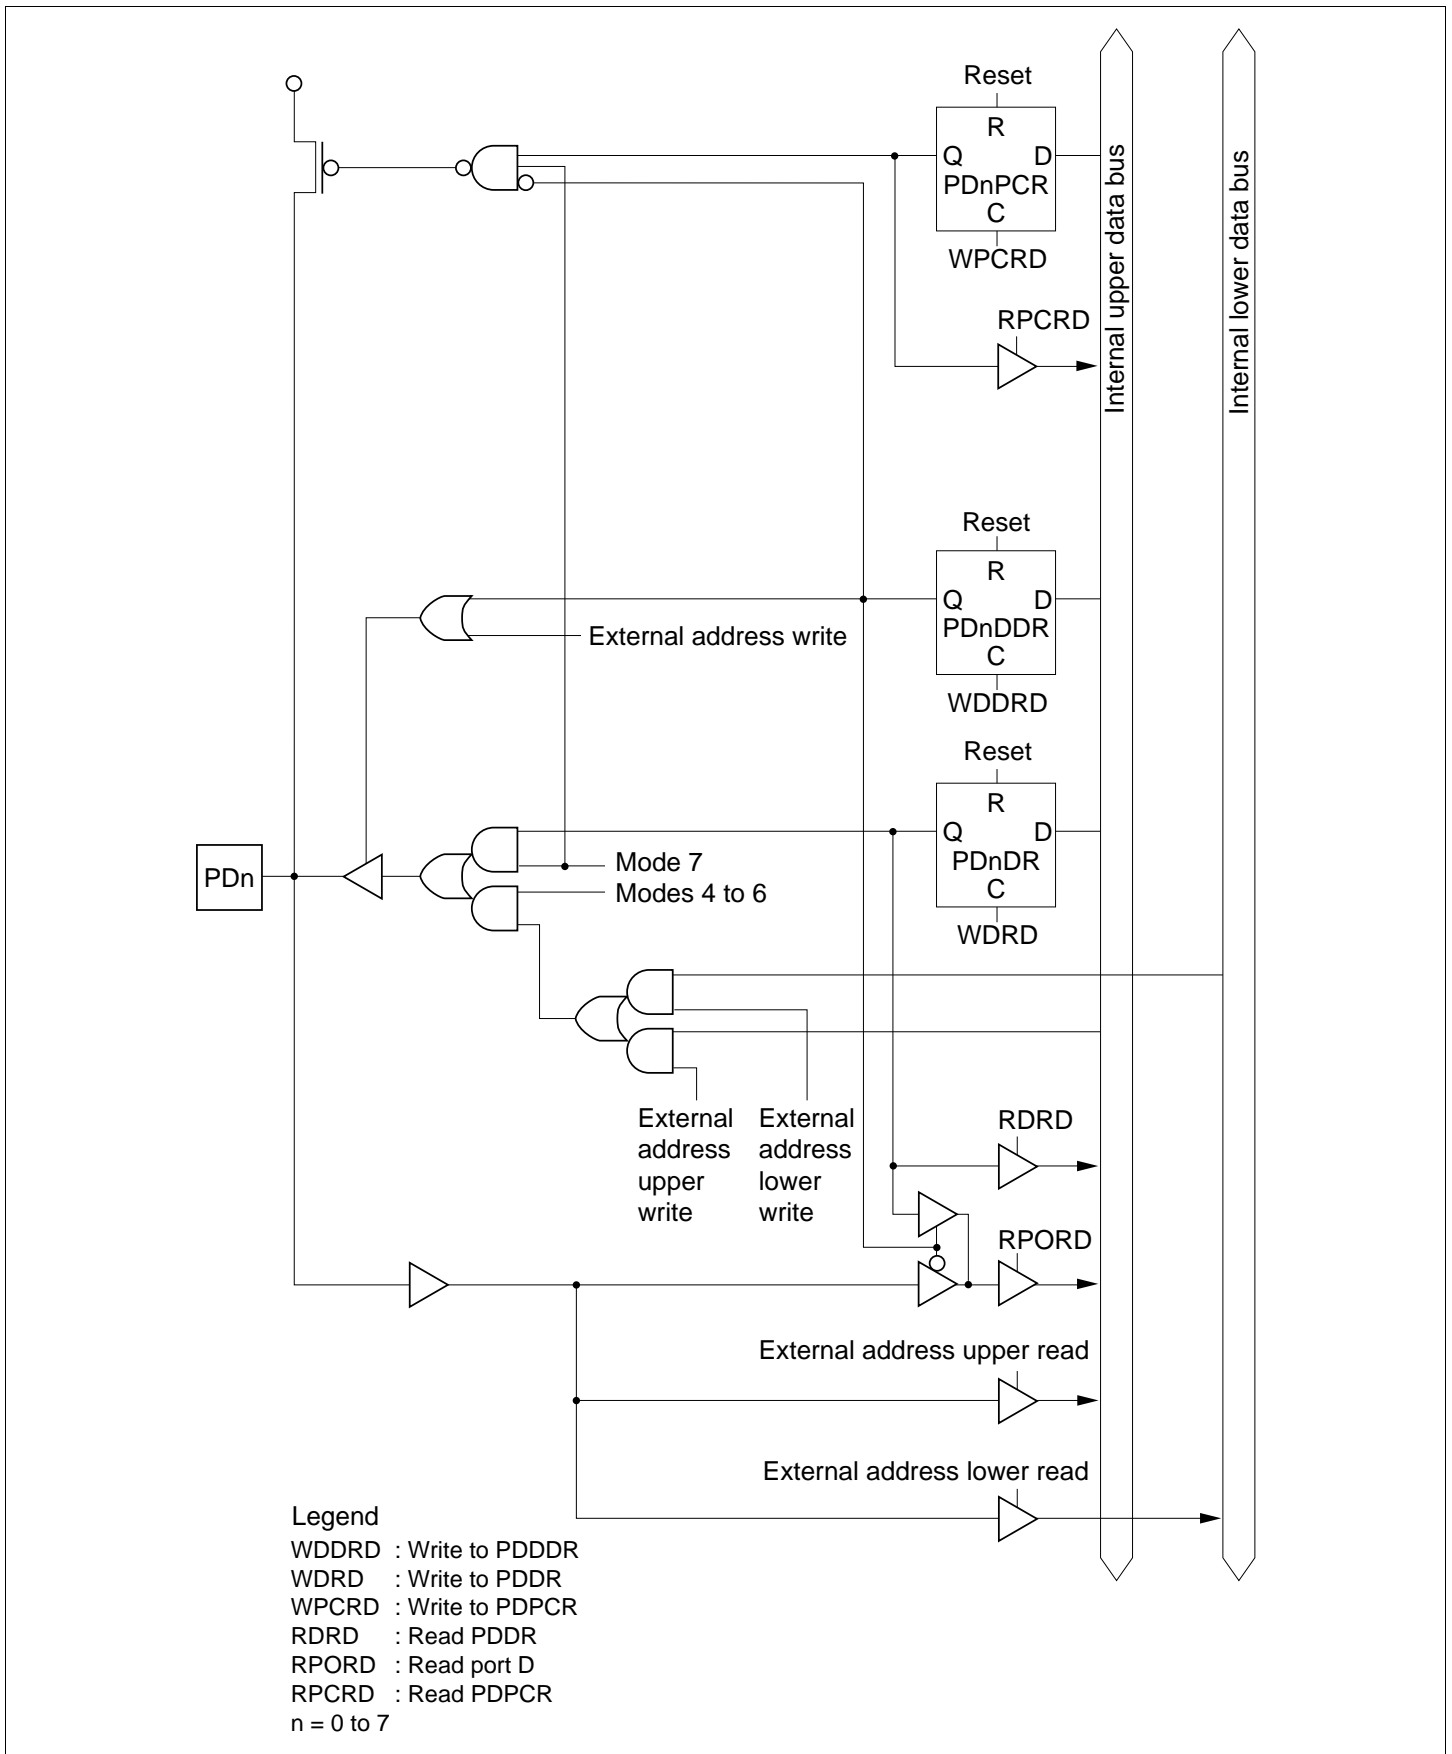 Reset
R
Q D
PDnPCR
C
WPCRD
Internal upper data bus
Internal lower data bus
RPCRD
Reset
R
Q D
PDnDDR
C
WDDRD
External address write
Reset
R
Q D
PDnDR
C
WDRD
PDn
Mode 7
Modes 4 to 6
External
address
upper
write
External
address
lower
write
RDRD
RPORD
External address upper read
External address lower read
Legend
WDDRD : Write to PDDDR
WDRD : Write to PDDR
WPCRD : Write to PDPCR
RDRD : Read PDDR
RPORD : Read port D
RPCRD : Read PDPCR
n = 0 to 7